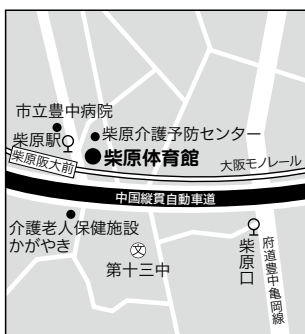 市立豊中病院
柴原駅
柴原介護予防センター
柴原体育館
柴原阪大前
大阪モノレール
中国縦貫自動車道
介護老人保健施設
かがやき
文
第十三中
柴原口
府道豊中亀岡線